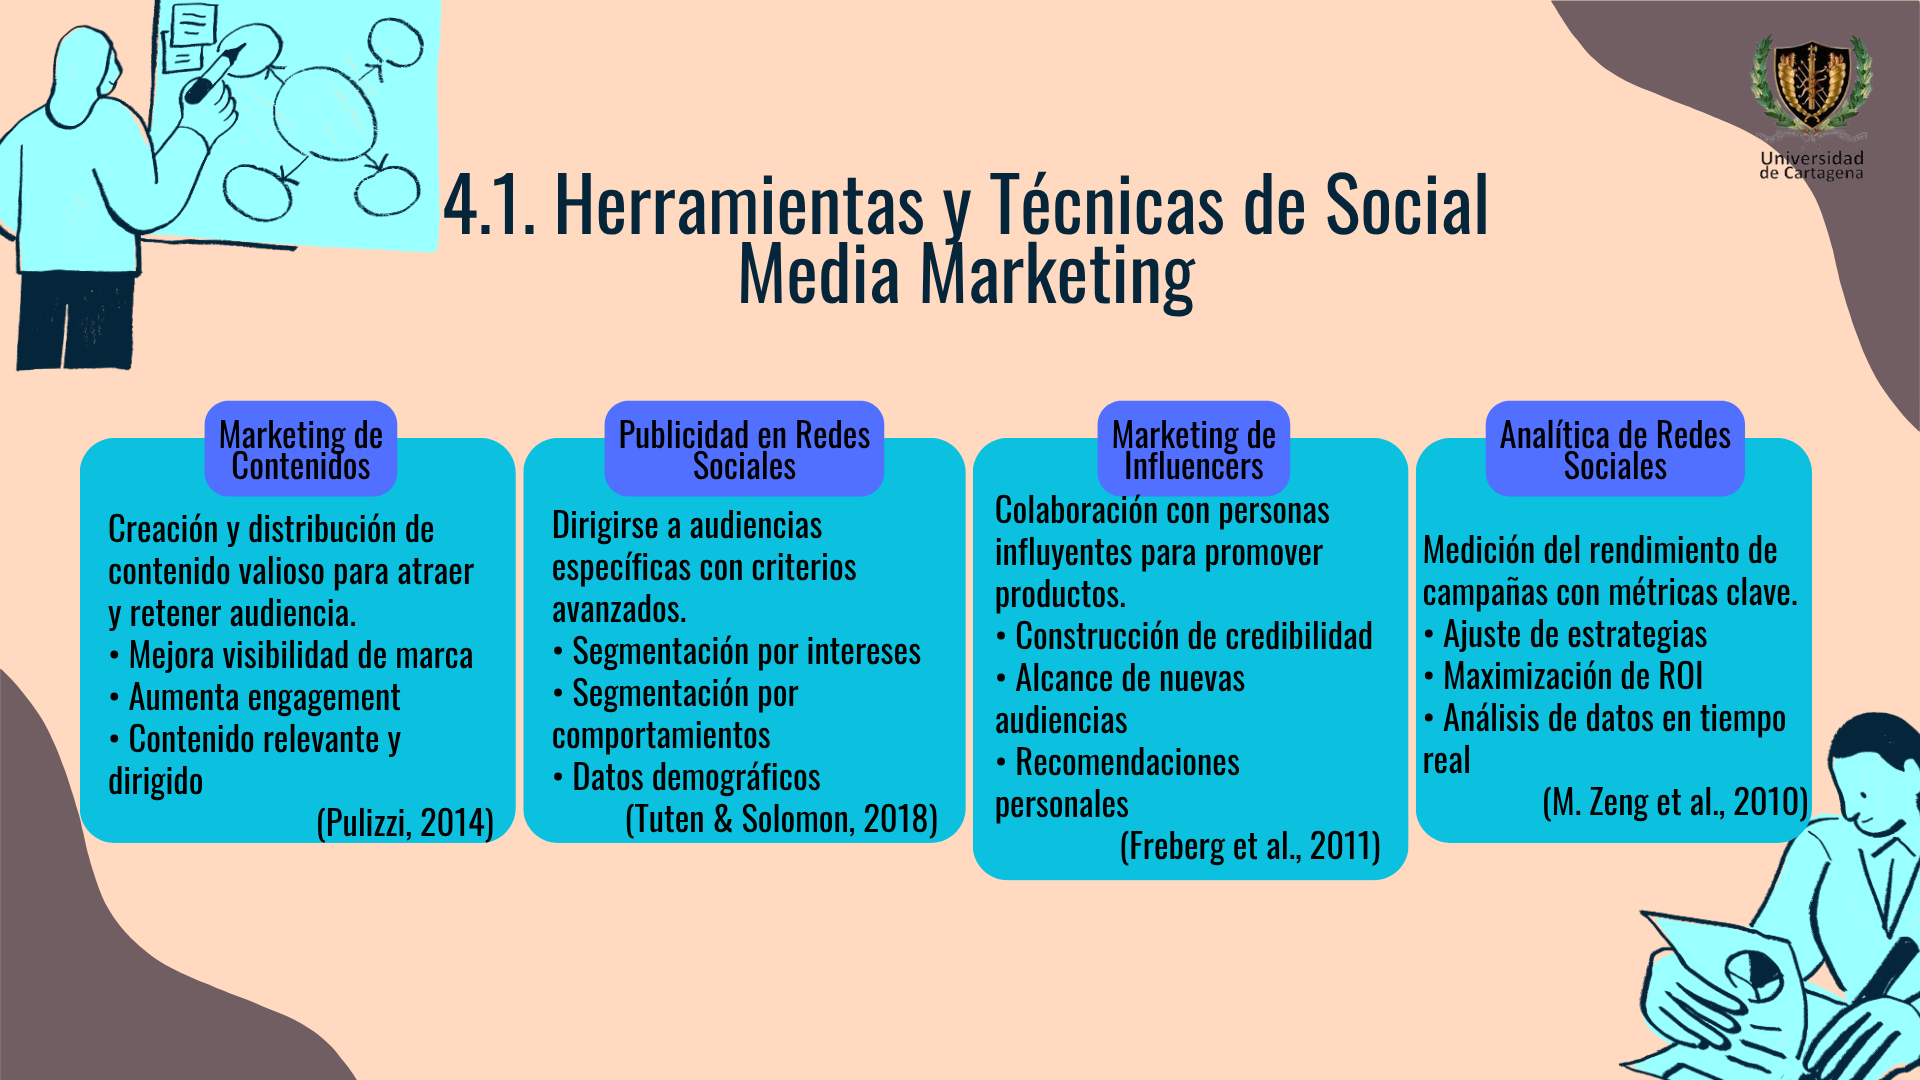 Universidad
de Cartagena
4.1. Herramientas y Técnicas de Social
Media Marketing
Marketing de
Contenidos
Creación y distribución de
contenido valioso para atraer
y retener audiencia.
• Mejora visibilidad de marca
• Aumenta engagement
• Contenido relevante y
dirigido
(Pulizzi, 2014)
Publicidad en Redes
Sociales
Dirigirse a audiencias
específicas con criterios
avanzados.
• Segmentación por intereses
• Segmentación por
comportamientos
• Datos demográficos
(Tuten & Solomon, 2018)
Marketing de
Influencers
Colaboración con personas
influyentes para promover
productos.
• Construcción de credibilidad
• Alcance de nuevas
audiencias
• Recomendaciones
personales
(Freberg et al., 2011)
Analítica de Redes
Sociales
Medición del rendimiento de
campañas con métricas clave.
• Ajuste de estrategias
• Maximización de ROI
• Análisis de datos en tiempo
real
(M. Zeng et al., 2010)